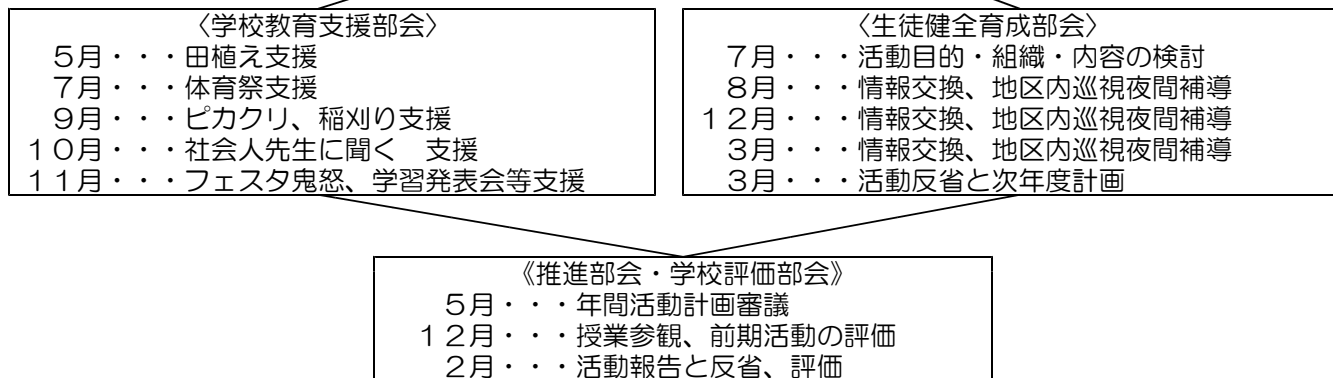 〈学校教育支援部会〉
５月・・・田植え支援
７月・・・体育祭支援
９月・・・ピカクリ、稲刈り支援
１０月・・・社会人先生に聞く　支援
１１月・・・フェスタ鬼怒、学習発表会等支援
〈生徒健全育成部会〉
７月・・・活動目的・組織・内容の検討
８月・・・情報交換、地区内巡視夜間補導
１２月・・・情報交換、地区内巡視夜間補導
３月・・・情報交換、地区内巡視夜間補導
３月・・・活動反省と次年度計画
《推進部会・学校評価部会》
５月・・・年間活動計画審議
１２月・・・授業参観、前期活動の評価
２月・・・活動報告と反省、評価